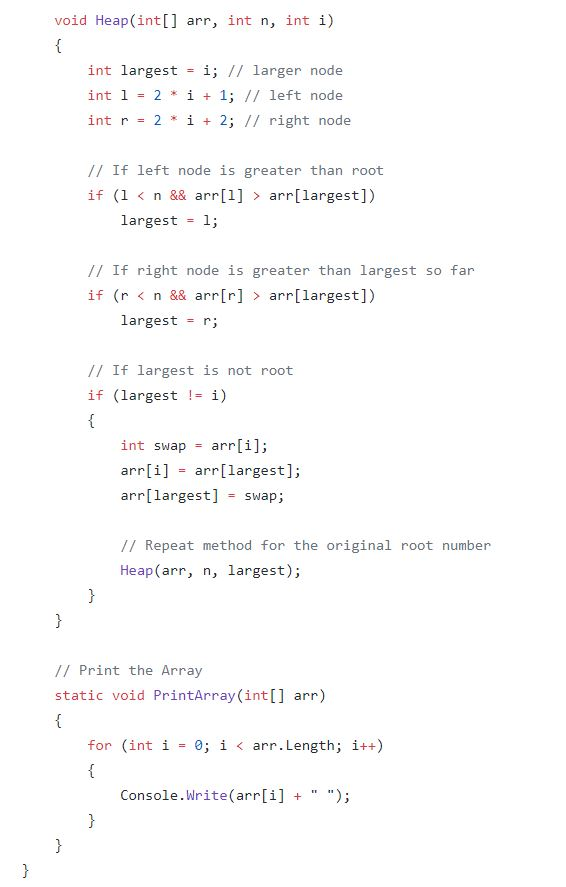 void Heap(int[] arr, int n, int i)
{
int largest = i; // larger node
int l = 2 * i + 1; // left node
int r = 2 * i + 2; // right node
// If left node is greater than root
if (l < n && arr[l] > arr[largest])
largest = l;
// If right node is greater than largest so far
if (r < n && arr[r] > arr[largest])
largest = r;
// If largest is not root
if (largest != i)
{
int swap = arr[i];
arr[i] = arr[largest];
arr[largest] = swap;
// Repeat method for the original root number
Heap(arr, n, largest);
}
}
// Print the Array
static void PrintArray(int[] arr)
{
for (int i = 0; i < arr.Length; i++)
{
Console.Write(arr[i] + " ");
}
}
}